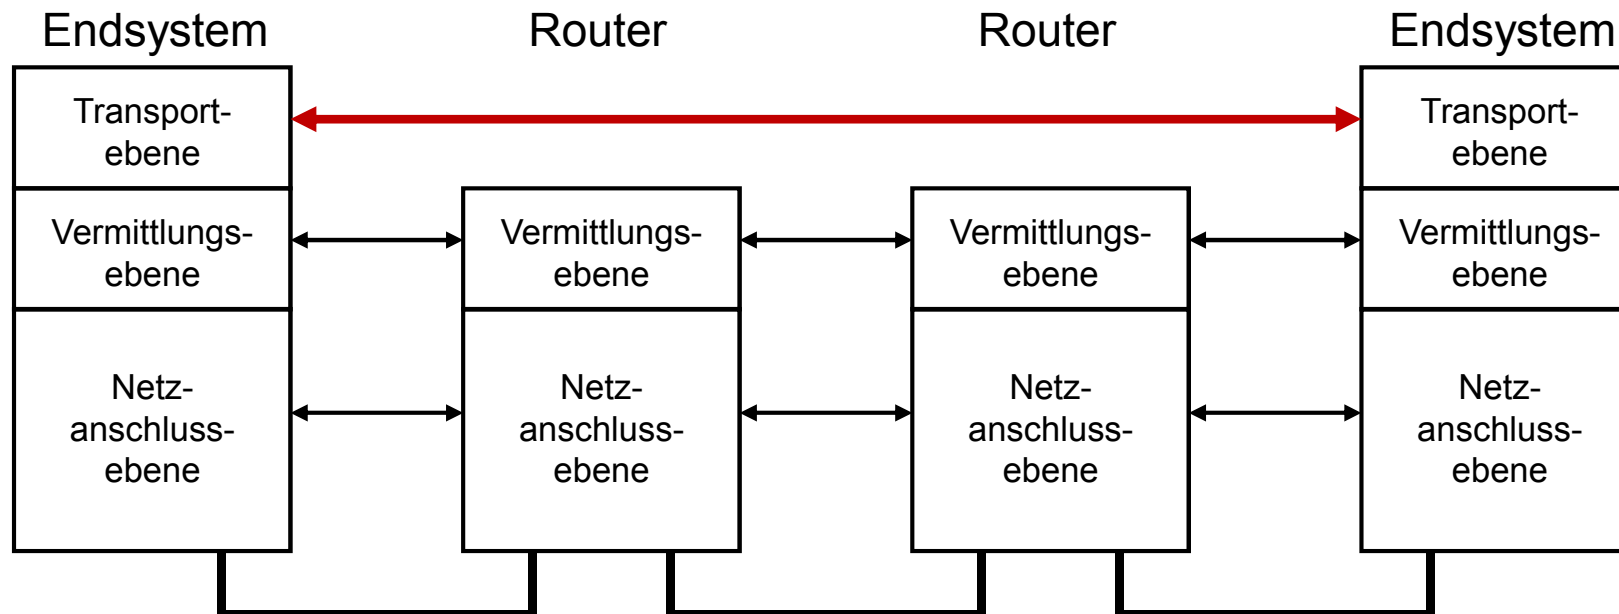 Endsystem
Router
Router
Endsystem
Transport-
ebene
Transport-
ebene
Vermittlungs-
ebene
Vermittlungs-
ebene
Vermittlungs-
ebene
Vermittlungs-
ebene
Netz-
anschluss-
ebene
Netz-
anschluss-
ebene
Netz-
anschluss-
ebene
Netz-
anschluss-
ebene